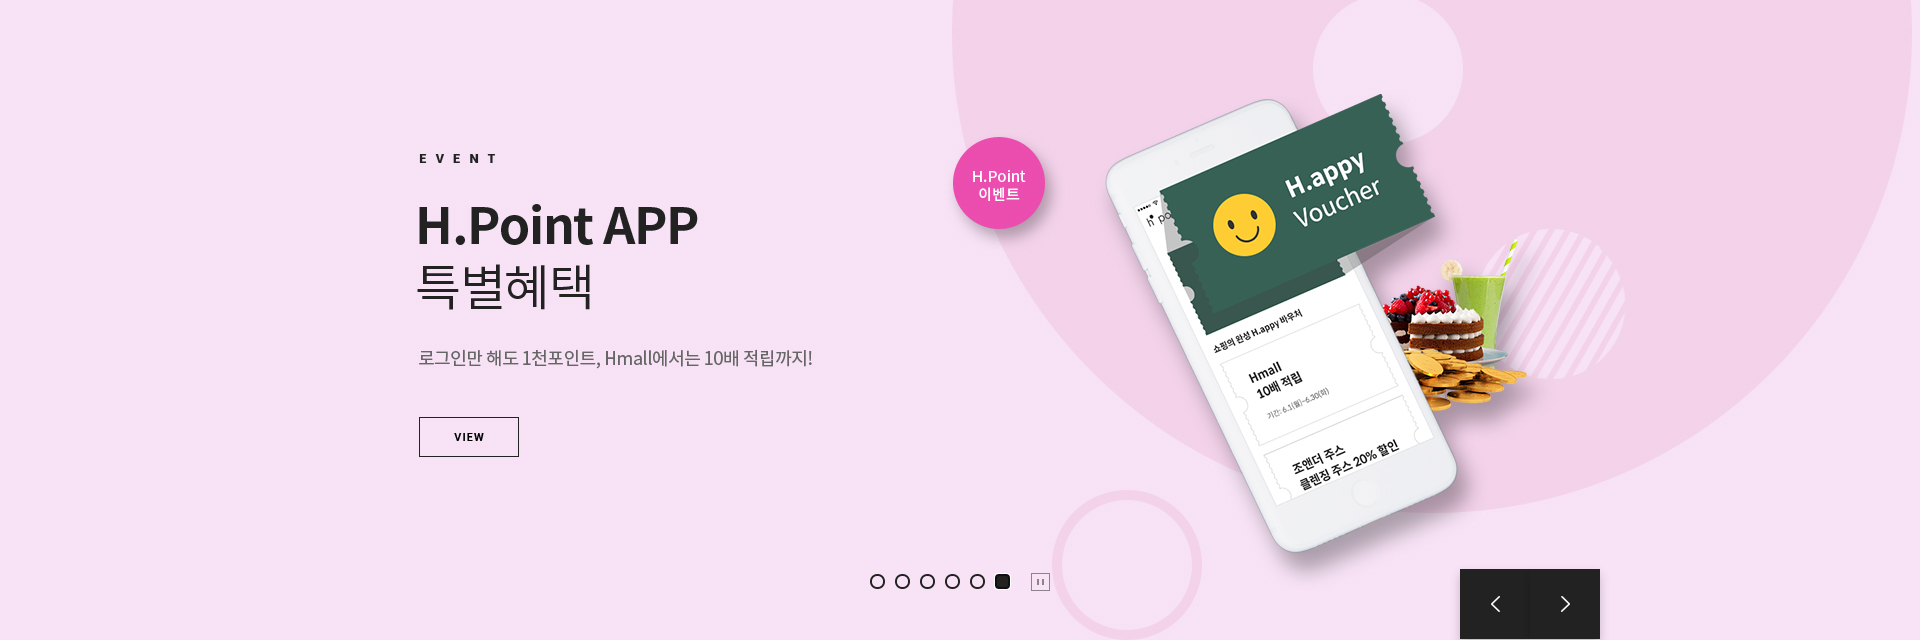 EVENT
H.Point APP
특별혜택
로그인만 해도 1천포인트, Hmall에서는 10배 적립까지!
VIEW
H.Point
이벤트
H.appy
Voucher
쇼핑의 완성 H.appy 바우처
Hmall
10배 적립
기간: 6.1(월)~6.30(화)
조앤더 주스
클렌징 주스 20% 할인